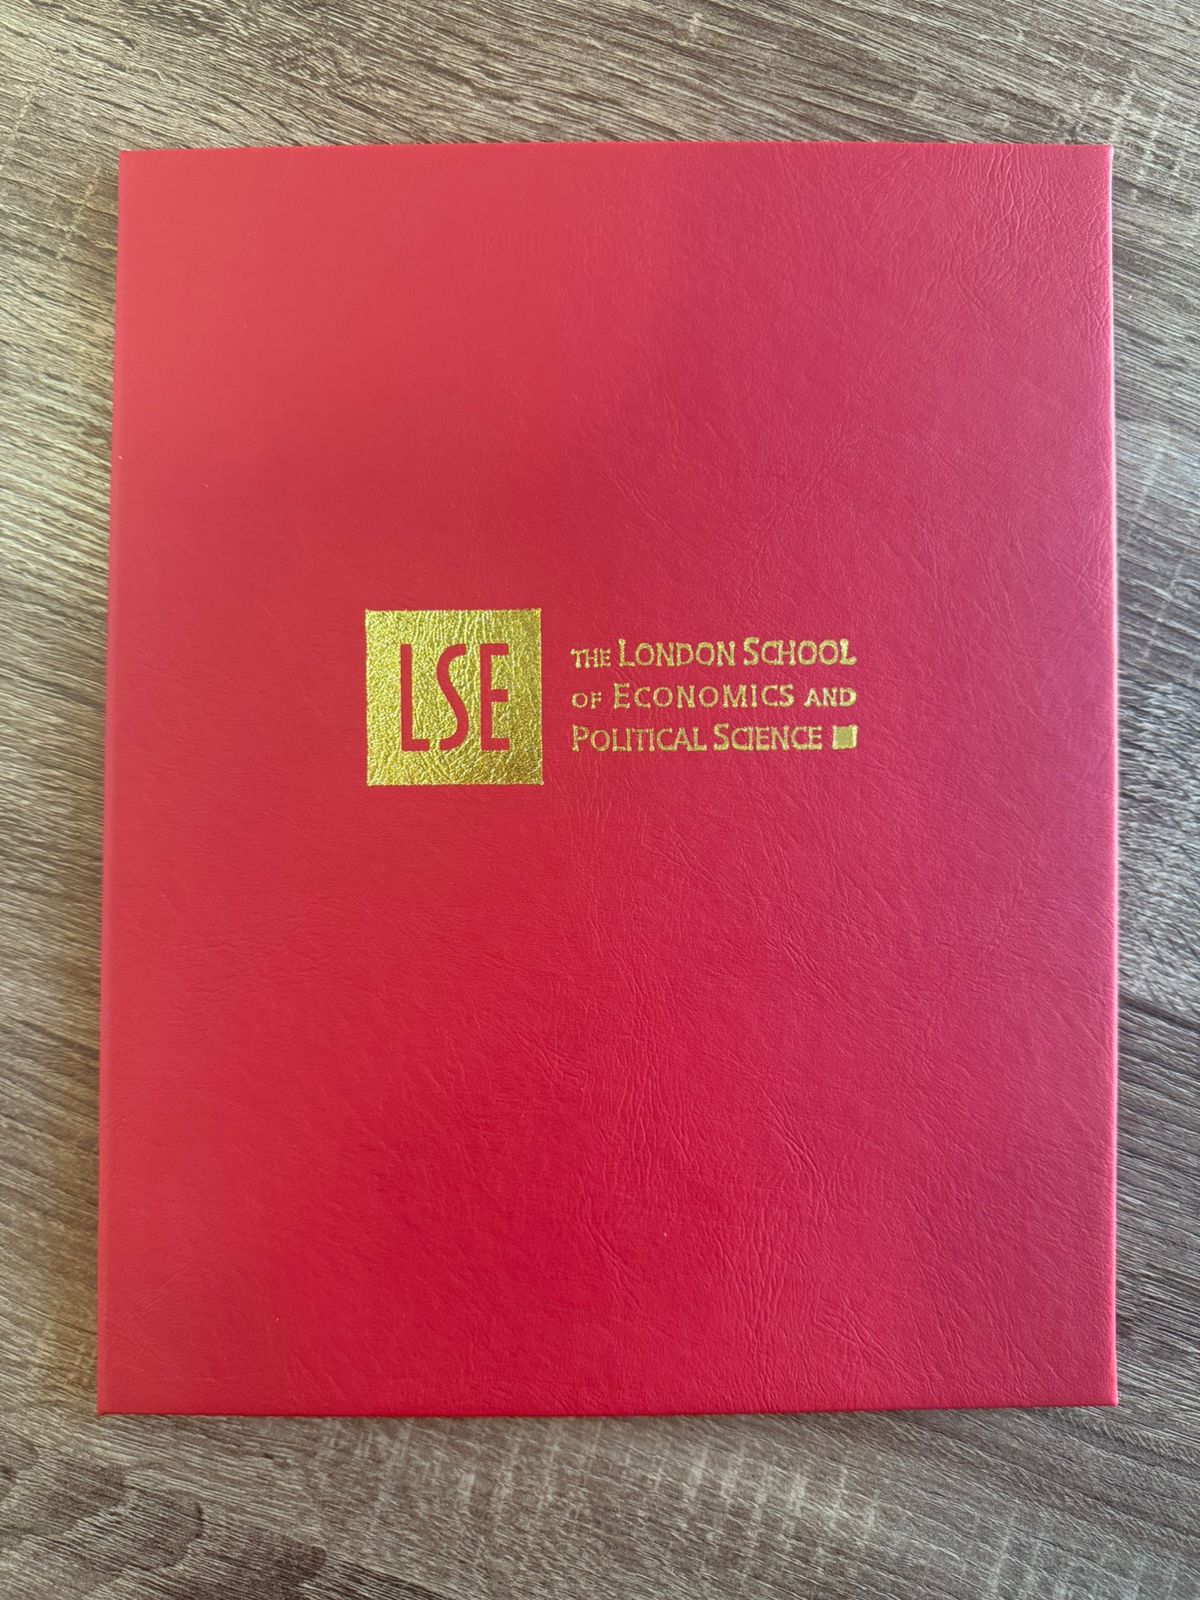 LSE
THE LONDON SCHOOL
OF ECONOMICS AND
POLITICAL SCIENCE